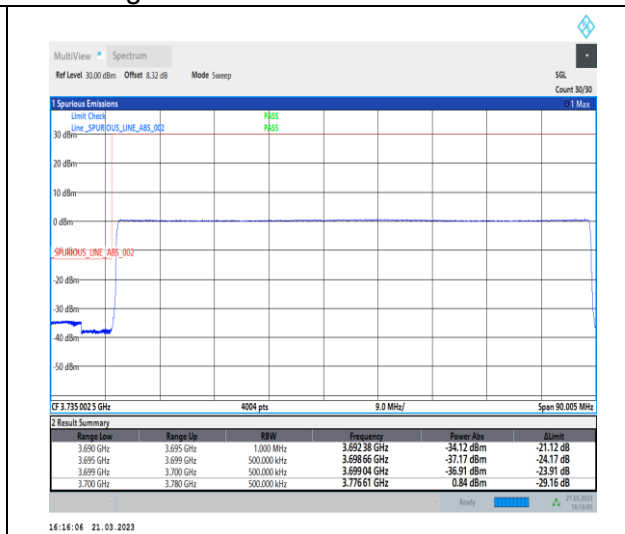 MultiView Spectrum
Ref Level 30.00 dBm Offset 8.32 dB Mode Sweep SGL
Count 30/30
1 Spurious Emissions 1 Max
Limit Check PASS
Line _SPURIOUS_LINE_ABS_002 PASS
30 dBm
20 dBm
10 dBm
0 dBm
_SPURIOUS_LINE_ABS_002
-20 dBm
-30 dBm
-40 dBm
-50 dBm
CF 3.735 002 5 GHz 4004 pts 9.0 MHz/ Span 90.005 MHz
2 Result Summary
Range Low Range Up RBW Frequency Power Abs ΔLimit
3.690 GHz 3.695 GHz 1.000 MHz 3.692 38 GHz -34.12 dBm -21.12 dB
3.695 GHz 3.699 GHz 500.000 kHz 3.698 66 GHz -37.17 dBm -24.17 dB
3.699 GHz 3.700 GHz 500.000 kHz 3.699 04 GHz -36.91 dBm -23.91 dB
3.700 GHz 3.780 GHz 500.000 kHz 3.776 61 GHz 0.84 dBm -29.16 dB
Ready 21.03.2023
16:16:05
16:16:06 21.03.2023